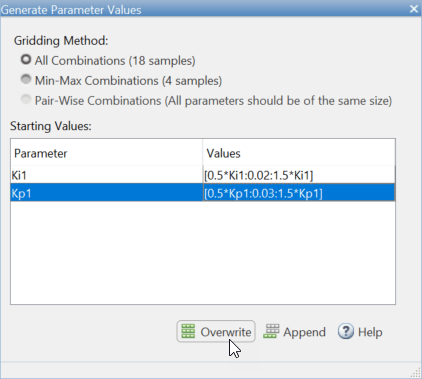 Generate Parameter Values
Gridding Method:
All Combinations (18 samples)
Min-Max Combinations (4 samples)
Pair-Wise Combinations (All parameters should be of the same size)
Starting Values:
Parameter Values
Ki1 [0.5*Ki1:0.02:1.5*Ki1]
Kp1 [0.5*Kp1:0.03:1.5*Kp1]
Overwrite Append Help